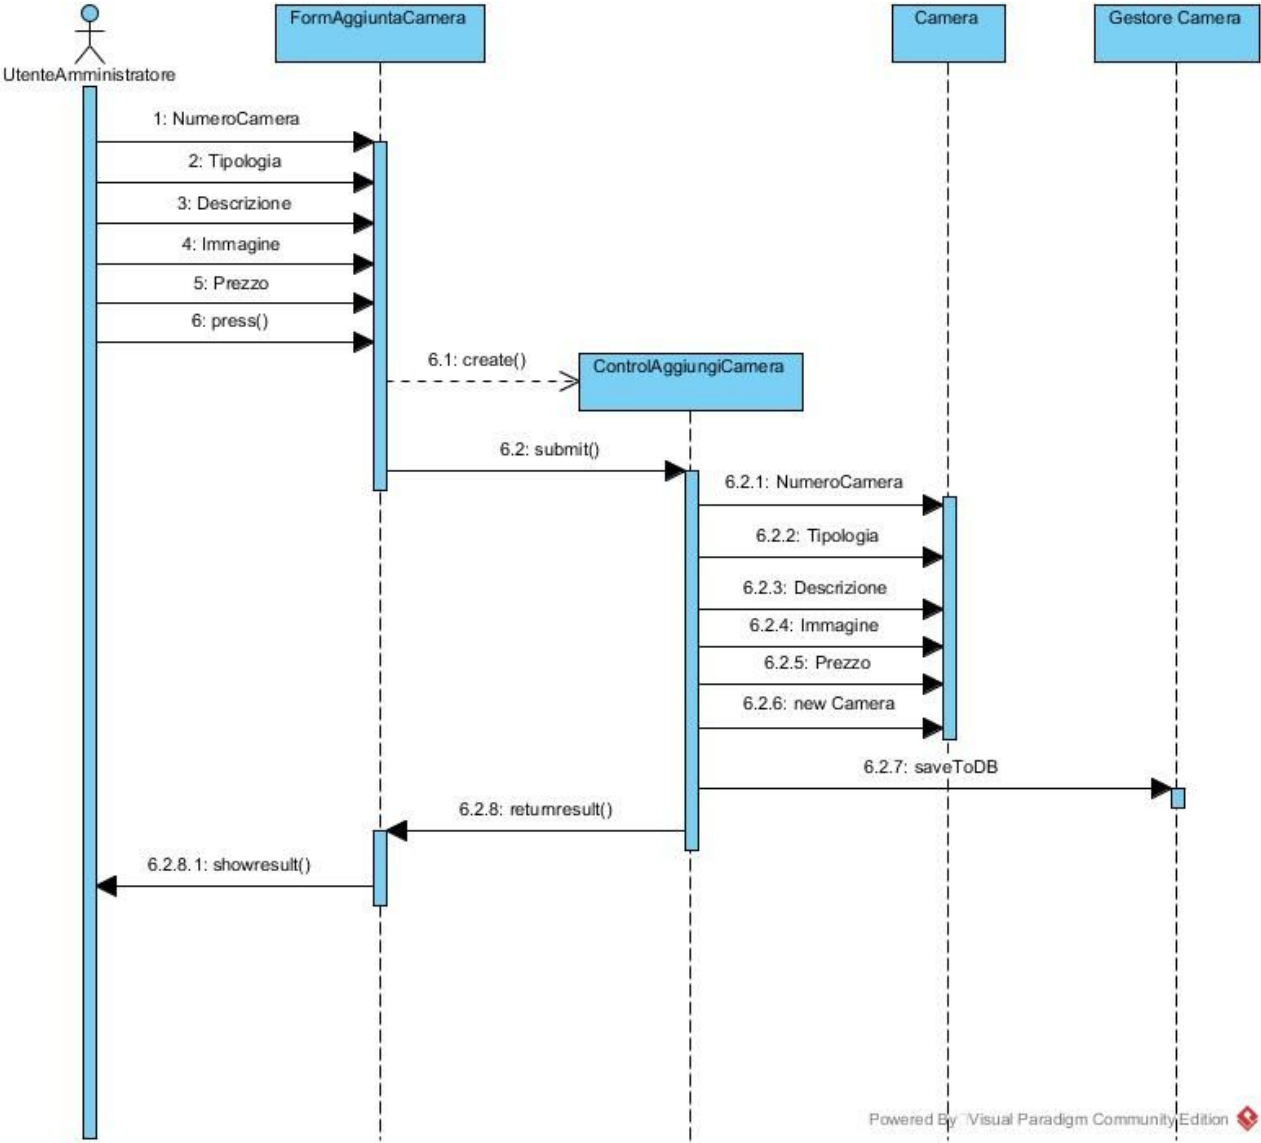 FormAggiuntaCamera
Camera
Gestore Camera
UtenteAmministratore
1: NumeroCamera
2: Tipologia
3: Descrizione
4: Immagine
5: Prezzo
6: press()
6.1: create()
ControlAggiungiCamera
6.2: submit()
6.2.1: NumeroCamera
6.2.2: Tipologia
6.2.3: Descrizione
6.2.4: Immagine
6.2.5: Prezzo
6.2.6: new Camera
6.2.7: saveToDB
6.2.8: returnresult()
6.2.8.1: showresult()
Powered By Visual Paradigm Community Edition